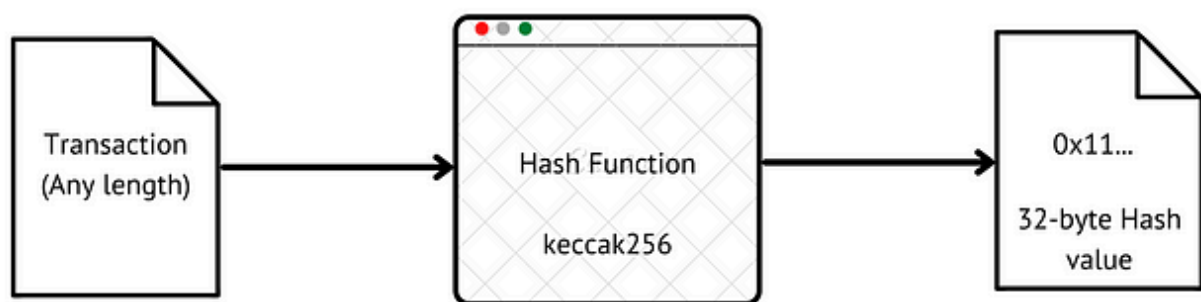 Transaction
(Any length)
Hash Function
keccak256
0x11...
32-byte Hash
value